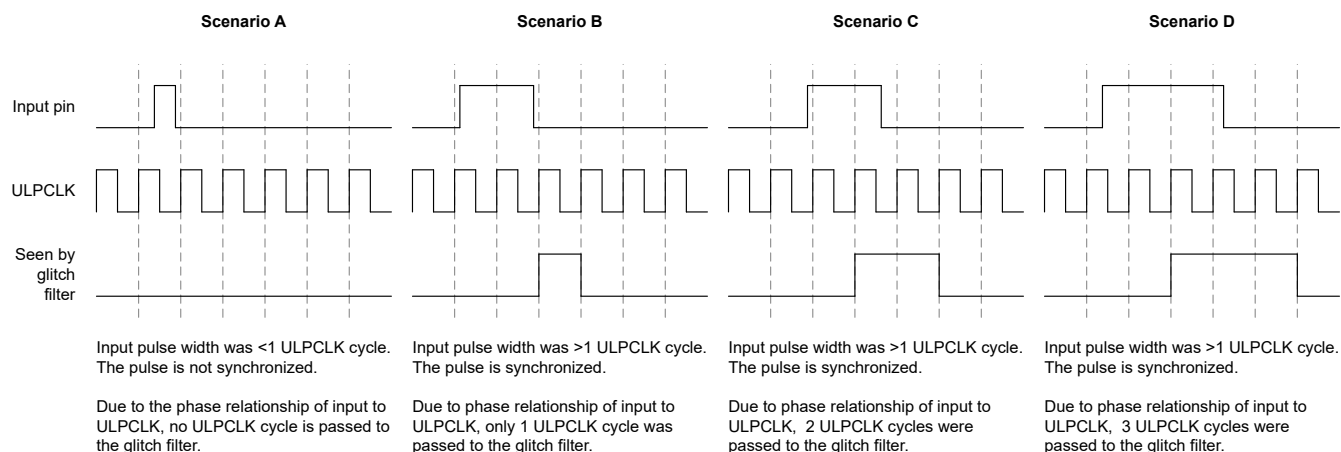 Scenario A
Scenario B
Scenario C
Scenario D
Input pin
ULPCLK
Seen by
glitch
filter
Input pulse width was <1 ULPCLK cycle.
The pulse is not synchronized.
Due to the phase relationship of input to
ULPCLK, no ULPCLK cycle is passed to
the glitch filter.
Input pulse width was >1 ULPCLK cycle.
The pulse is synchronized.
Due to phase relationship of input to
ULPCLK, only 1 ULPCLK cycle was
passed to the glitch filter.
Input pulse width was >1 ULPCLK cycle.
The pulse is synchronized.
Due to phase relationship of input to
ULPCLK, 2 ULPCLK cycles were
passed to the glitch filter.
Input pulse width was >1 ULPCLK cycle.
The pulse is synchronized.
Due to phase relationship of input to
ULPCLK, 3 ULPCLK cycles were
passed to the glitch filter.